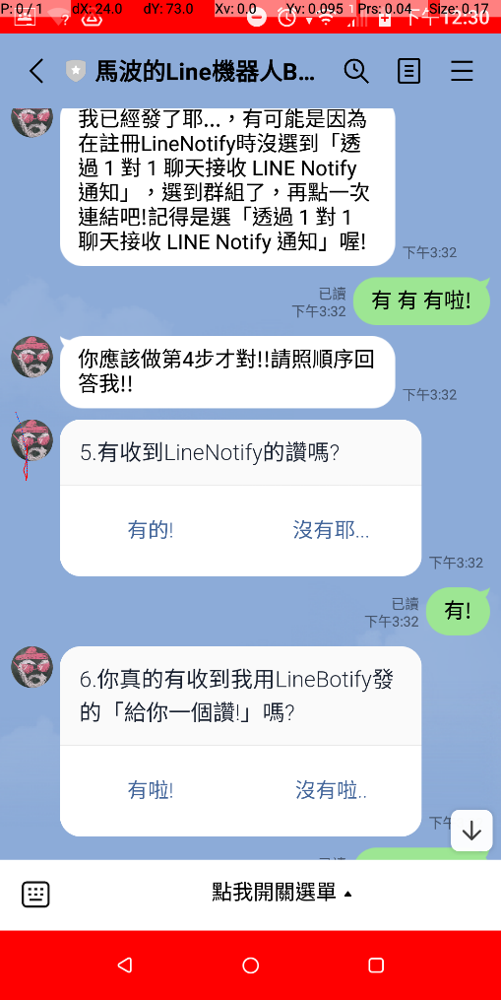 P: 0 / 1 dX: 24.0 dY: 73.0 Xv: 0.0 Yv: 0.095 Prs: 0.04 Size: 0.17
下午12:30
馬波的Line機器人B...
我已經發了耶...，有可能是因為
在註冊LineNotify時沒選到「透
過 1 對 1 聊天接收 LINE Notify
通知」，選到群組了，再點一次
連結吧!記得是選「透過 1 對 1
聊天接收 LINE Notify 通知」喔!
下午3:32
有 有 有啦!
已讀
下午3:32
你應該做第4步才對!!請照順序回
答我!!
下午3:32
5.有收到LineNotify的讚嗎?
有的! 沒有耶...
下午3:32
有!
已讀
下午3:32
6.你真的有收到我用LineBotify發
的「給你一個讚!」嗎?
有啦! 沒有啦..
點我開關選單